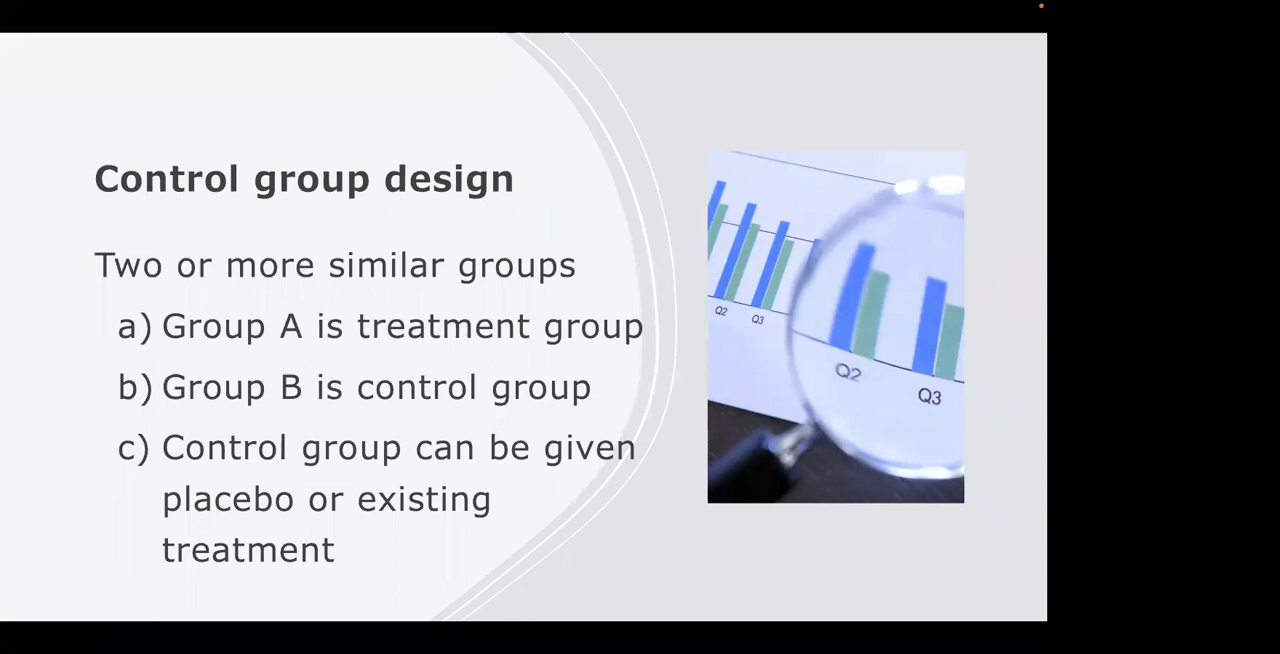 Control group design
Two or more similar groups
a) Group A is treatment group
b) Group B is control group
c) Control group can be given
placebo or existing
treatment
Q2
Q3
Q2
Q3